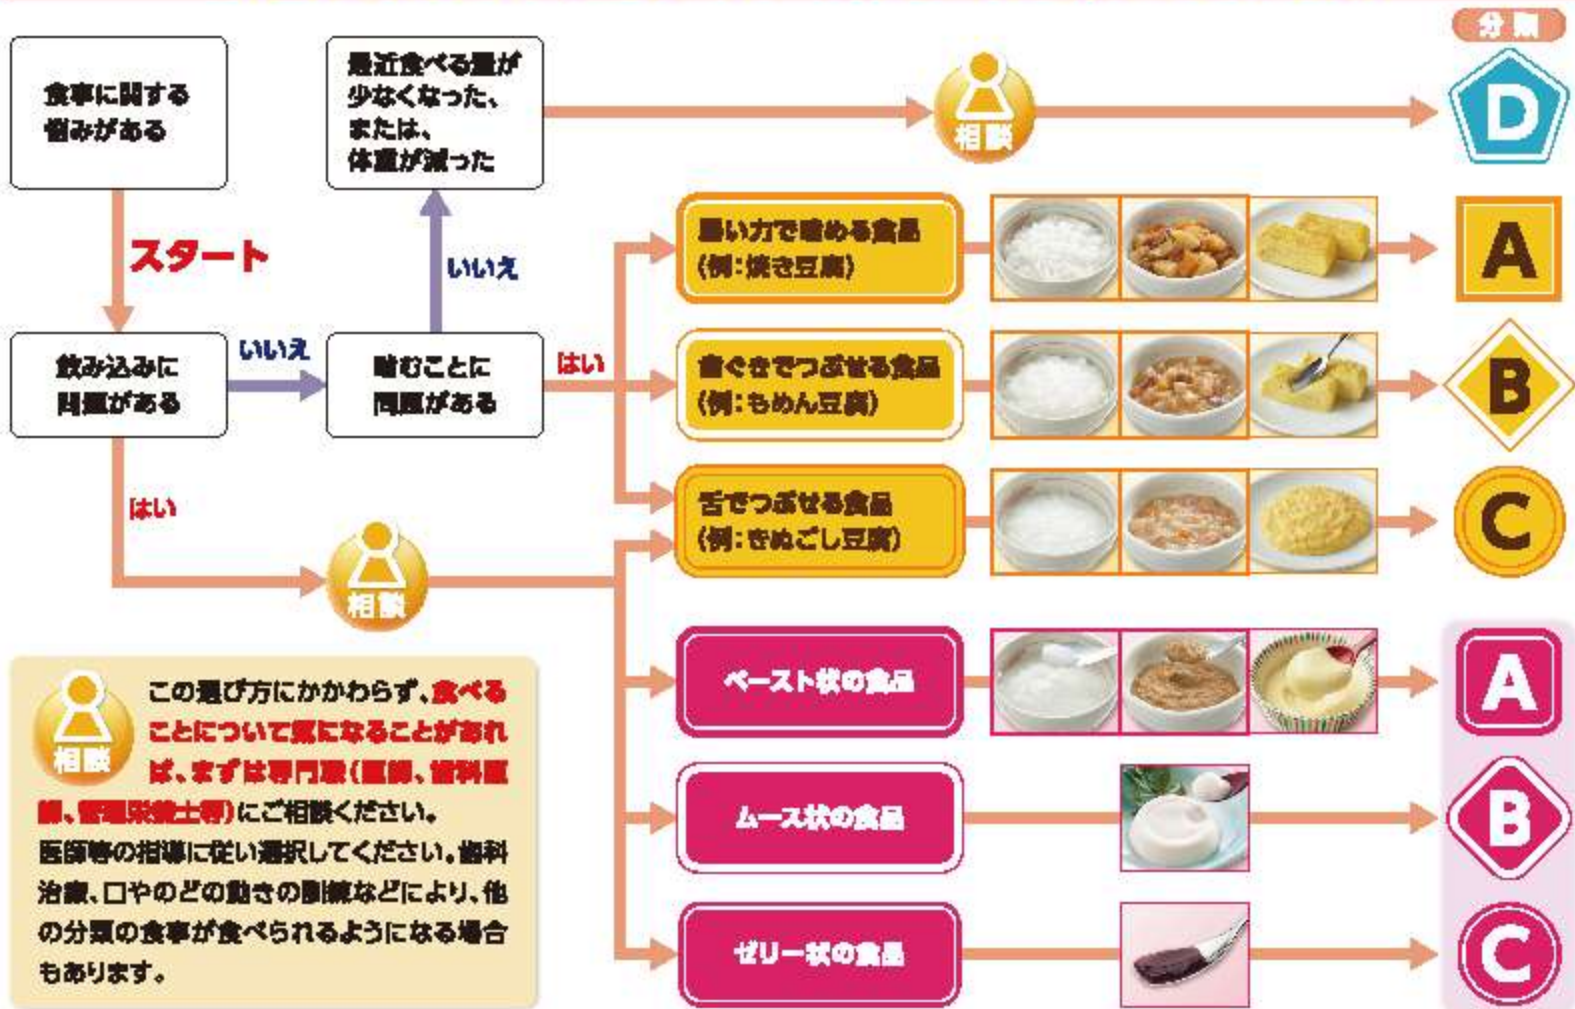 分類
食事に関する
悩みがある
最近食べる量が
少なくなった、
または、
体重が減った
相談
D
スタート
いいえ
飲み込みに
問題がある
いいえ
噛むことに
問題がある
はい
弱い力で噛める食品
(例:焼き豆腐)
A
歯ぐきでつぶせる食品
(例:もめん豆腐)
B
舌でつぶせる食品
(例:きぬごし豆腐)
C
はい
相談
ペースト状の食品
A
ムース状の食品
B
ゼリー状の食品
C
相談
この選び方にかかわらず、食べる
ことについて気になることがあれ
ば、まずは専門職(医師、歯科医
師、管理栄養士等)にご相談ください。
医師等の指導に従い選択してください。歯科
治療、口やのどの動きの訓練などにより、他
の分類の食事が食べられるようになる場合
もあります。